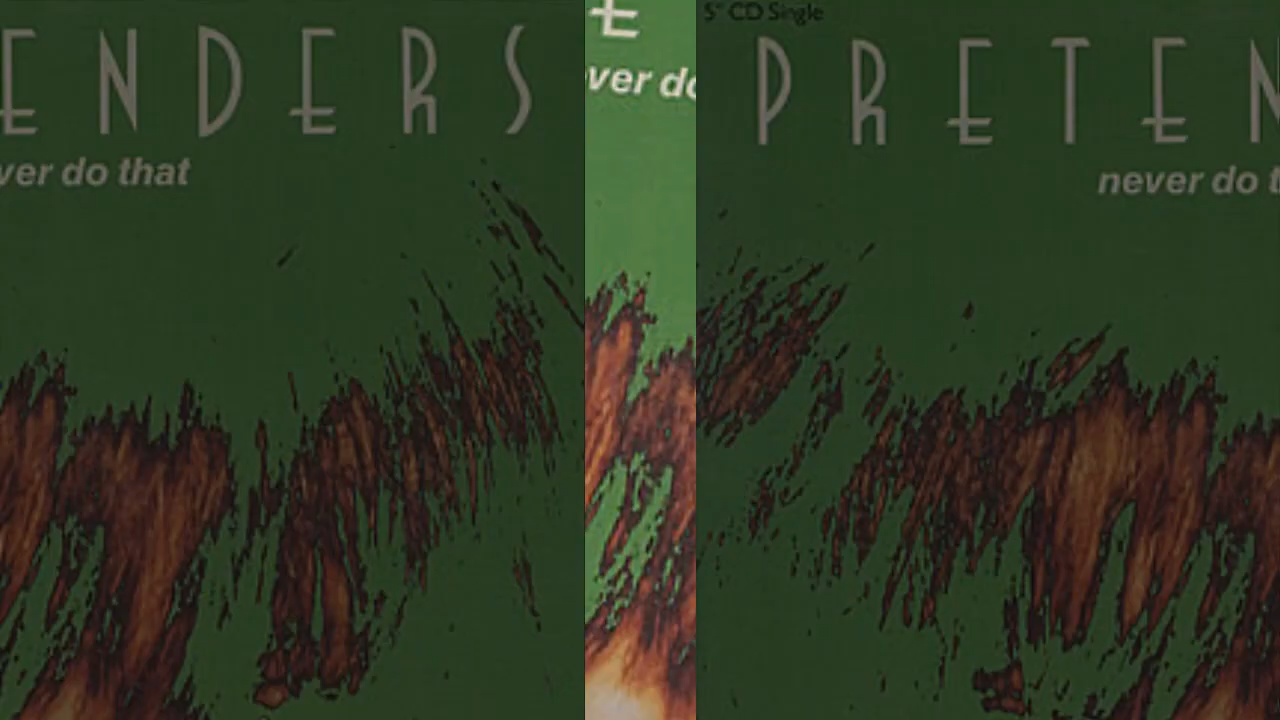 ENDERS
ver do that
E
ver do
5" CD Single
PRETEN
never do t